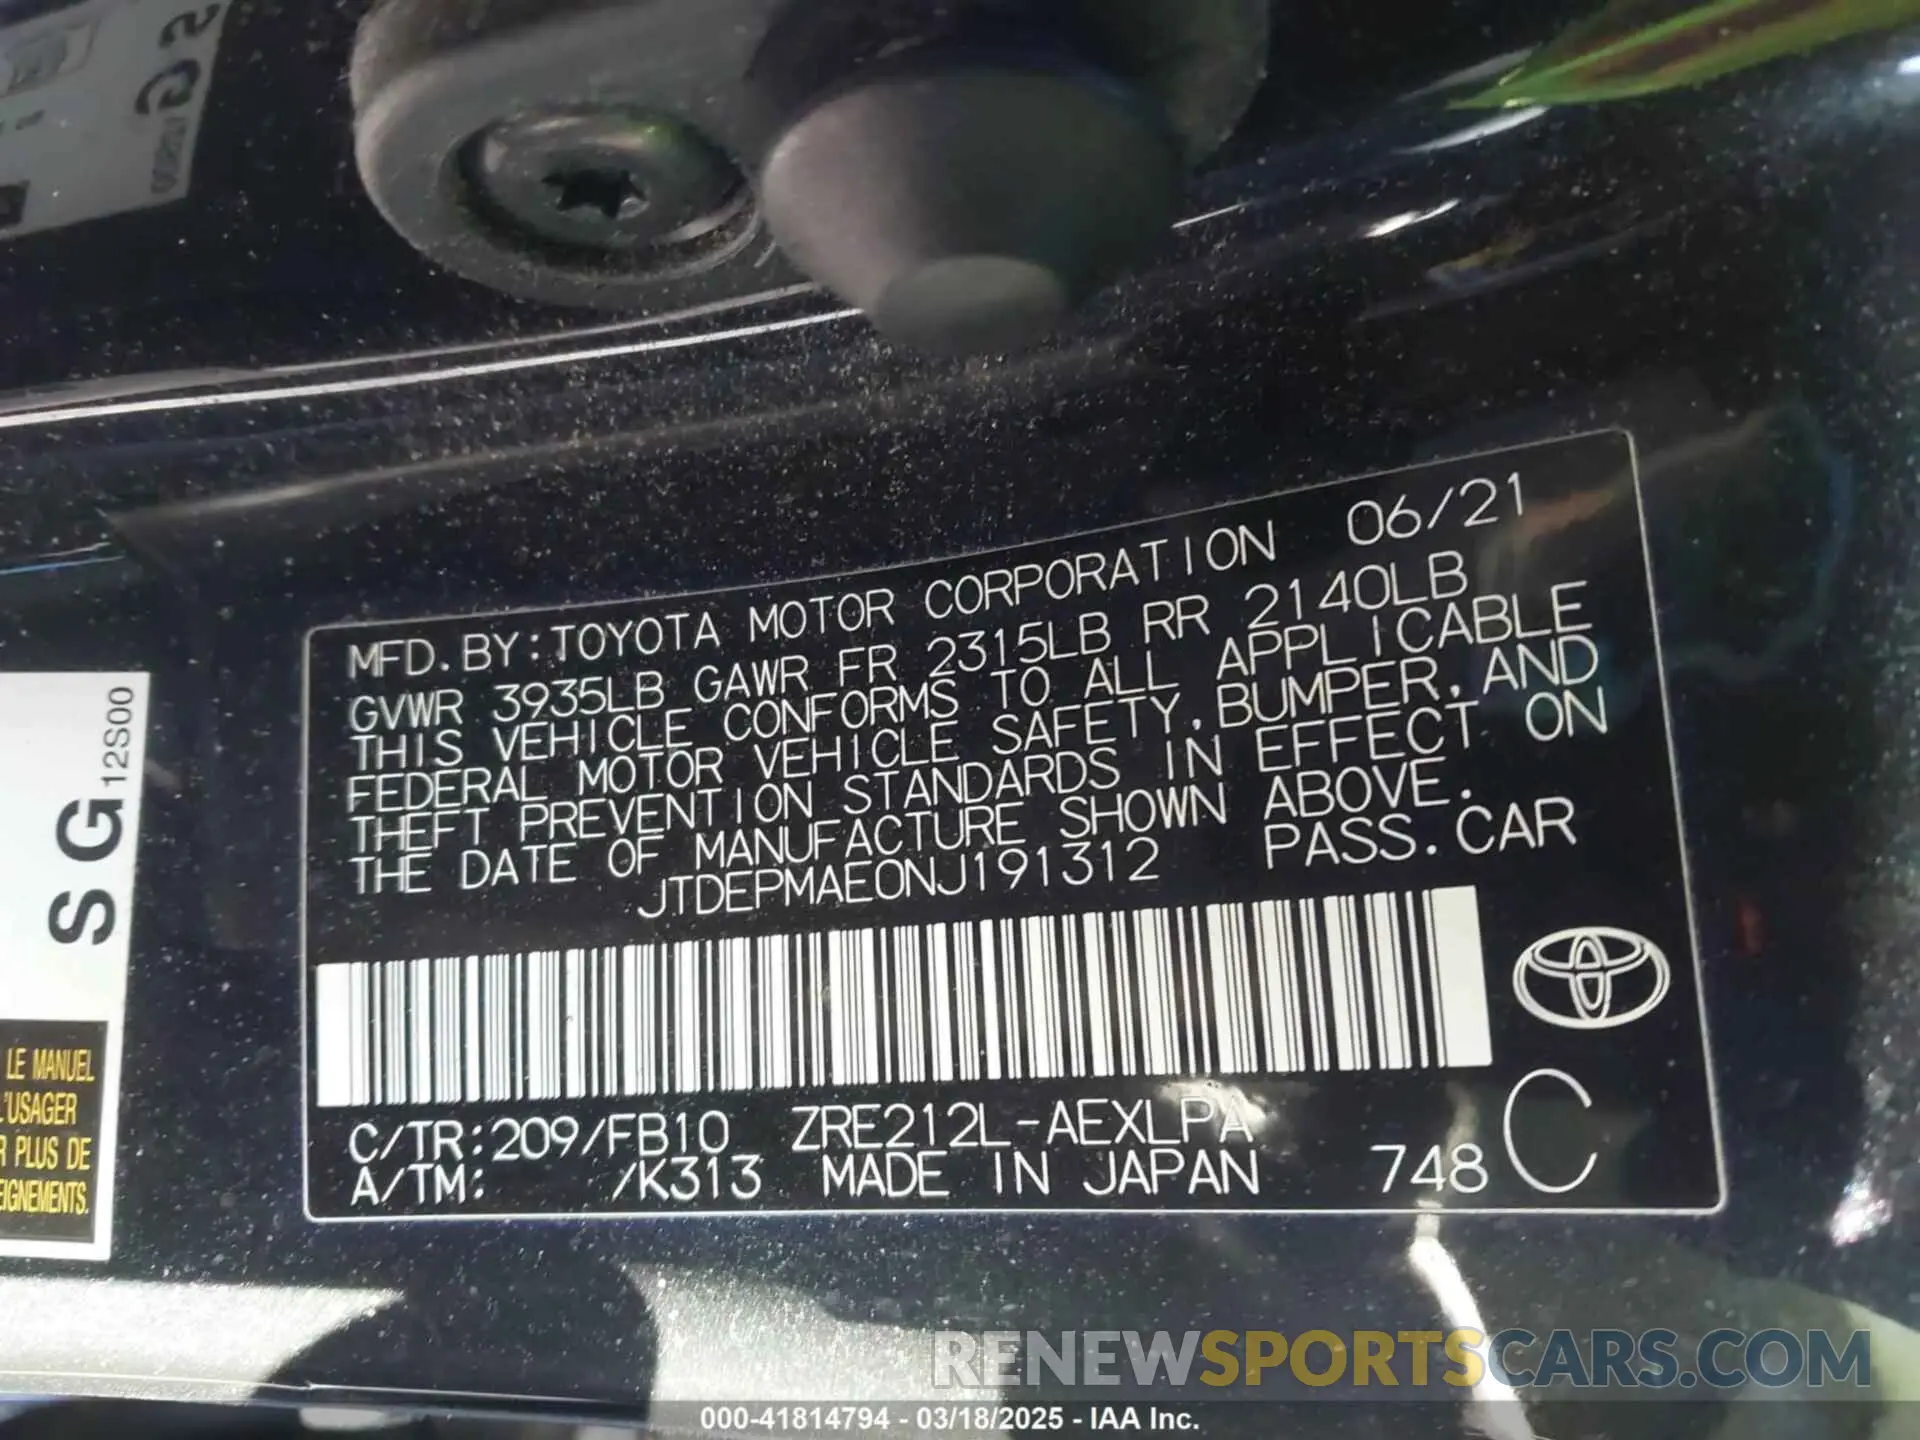 MFD. BY: TOYOTA MOTOR CORPORATION 06/21
GVWR 3935LB GAWR FR 2315LB RR 2140LB
THIS VEHICLE CONFORMS TO ALL APPLICABLE
FEDERAL MOTOR VEHICLE SAFETY, BUMPER, AND
THEFT PREVENTION STANDARDS IN EFFECT ON
THE DATE OF MANUFACTURE SHOWN ABOVE.
JTDEPMAE0NJ191312 PASS. CAR
C/TR: 209/FB10 ZRE212L-AEXLPA
A/TM: /K313 MADE IN JAPAN 748 C
SG 12S00
LE MANUEL
L'USAGER
R PLUS DE
EIGNEMENTS.
RENEWSPORTSCARS.COM
000-41814794 - 03/18/2025 - IAA Inc.